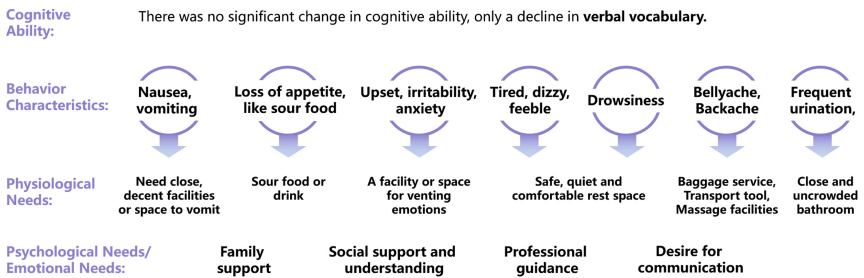 Cognitive
Ability:
There was no significant change in cognitive ability, only a decline in verbal vocabulary.
Behavior
Characteristics:
Nausea,
vomiting
Loss of appetite,
like sour food
Upset, irritability,
anxiety
Tired, dizzy,
feeble
Drowsiness
Bellyache,
Backache
Frequent
urination,
Physiological
Needs:
Need close,
decent facilities
or space to vomit
Sour food or
drink
A facility or space
for venting
emotions
Safe, quiet and
comfortable rest space
Baggage service,
Transport tool,
Massage facilities
Close and
uncrowded
bathroom
Psychological Needs/
Emotional Needs:
Family
support
Social support and
understanding
Professional
guidance
Desire for
communication